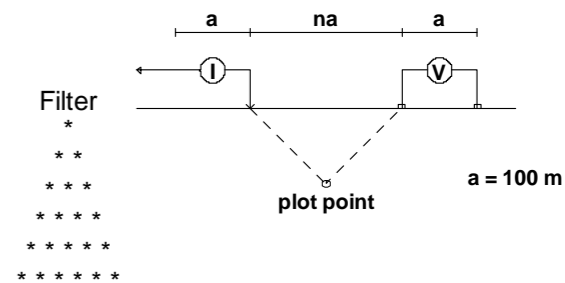 a na a
I V
Filter
*
* *
* * *
* * * *
* * * * *
* * * * * *
a = 100 m
plot point